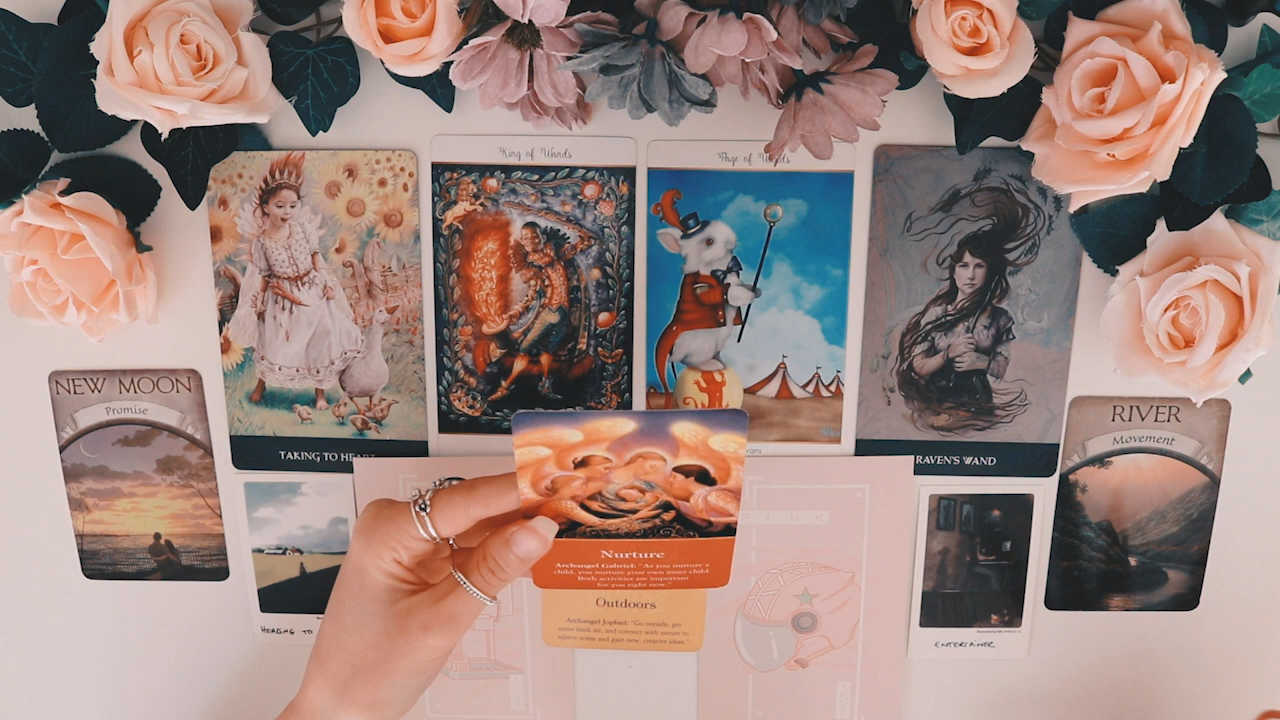 King of Wands
Page of Wands
TAKING TO HEART
RAVEN'S WAND
NEW MOON
Promise
RIVER
Movement
Nurture
Archangel Gabriel: "As you nurture a
child, you nurture your own inner child.
Both activities are important
for you right now."
Outdoors
Archangel Jophiel: "Go outside, get
some fresh air, and connect with nature to
relieve stress and gain new, creative ideas."
HEADING TO
ENTERTAINER